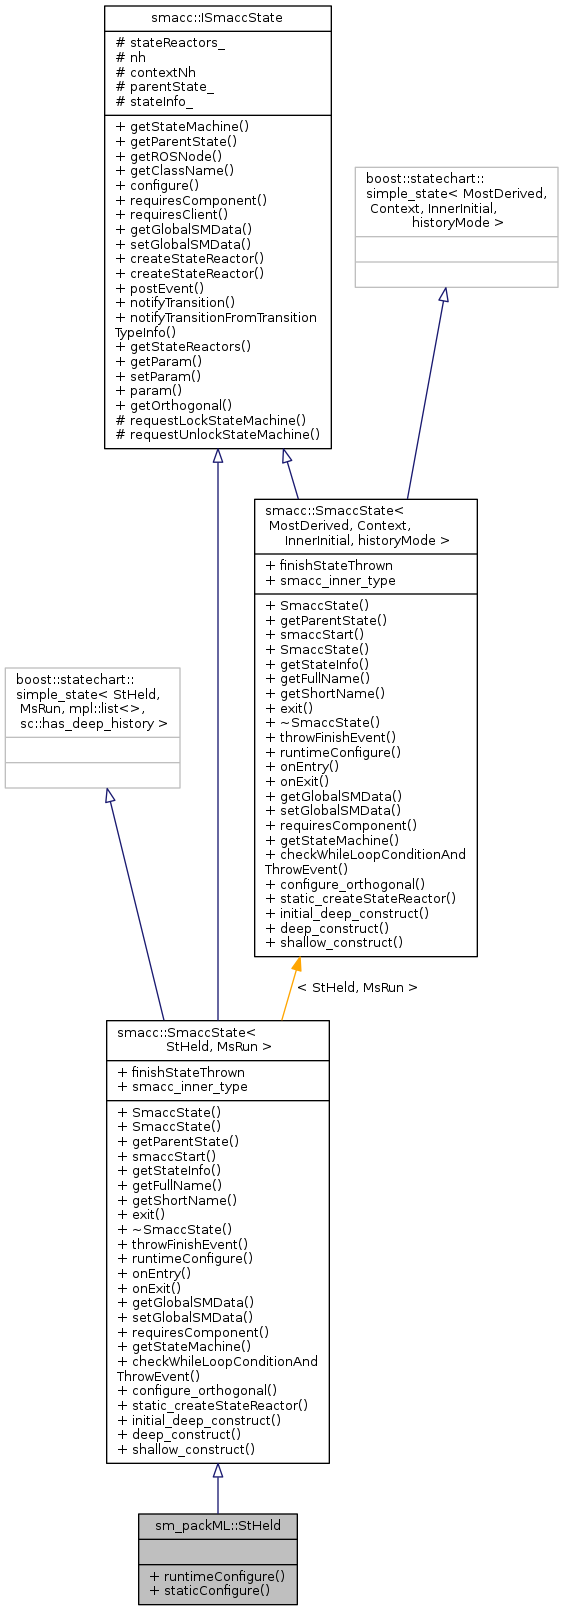 smacc::ISmaccState
# stateReactors_
# nh
# contextNh
# parentState_
# stateInfo_
+ getStateMachine()
+ getParentState()
+ getROSNode()
+ getClassName()
+ configure()
+ requiresComponent()
+ requiresClient()
+ getGlobalSMData()
+ setGlobalSMData()
+ createStateReactor()
+ createStateReactor()
+ postEvent()
+ notifyTransition()
+ notifyTransitionFromTransition
TypeInfo()
+ getStateReactors()
+ getParam()
+ setParam()
+ param()
+ getOrthogonal()
# requestLockStateMachine()
# requestUnlockStateMachine()
boost::statechart::
simple_state< MostDerived,
Context, InnerInitial,
historyMode >
smacc::SmaccState<
MostDerived, Context,
InnerInitial, historyMode >
+ finishStateThrown
+ smacc_inner_type
+ SmaccState()
+ getParentState()
+ smaccStart()
+ SmaccState()
+ getStateInfo()
+ getFullName()
+ getShortName()
+ exit()
+ ~SmaccState()
+ throwFinishEvent()
+ runtimeConfigure()
+ onEntry()
+ onExit()
+ getGlobalSMData()
+ setGlobalSMData()
+ requiresComponent()
+ getStateMachine()
+ checkWhileLoopConditionAnd
ThrowEvent()
+ configure_orthogonal()
+ static_createStateReactor()
+ initial_deep_construct()
+ deep_construct()
+ shallow_construct()
boost::statechart::
simple_state< StHeld,
MsRun, mpl::list<>,
sc::has_deep_history >
< StHeld, MsRun >
smacc::SmaccState<
StHeld, MsRun >
+ finishStateThrown
+ smacc_inner_type
+ SmaccState()
+ SmaccState()
+ getParentState()
+ smaccStart()
+ getStateInfo()
+ getFullName()
+ getShortName()
+ exit()
+ ~SmaccState()
+ throwFinishEvent()
+ runtimeConfigure()
+ onEntry()
+ onExit()
+ getGlobalSMData()
+ setGlobalSMData()
+ requiresComponent()
+ getStateMachine()
+ checkWhileLoopConditionAnd
ThrowEvent()
+ configure_orthogonal()
+ static_createStateReactor()
+ initial_deep_construct()
+ deep_construct()
+ shallow_construct()
sm_packML::StHeld
+ runtimeConfigure()
+ staticConfigure()